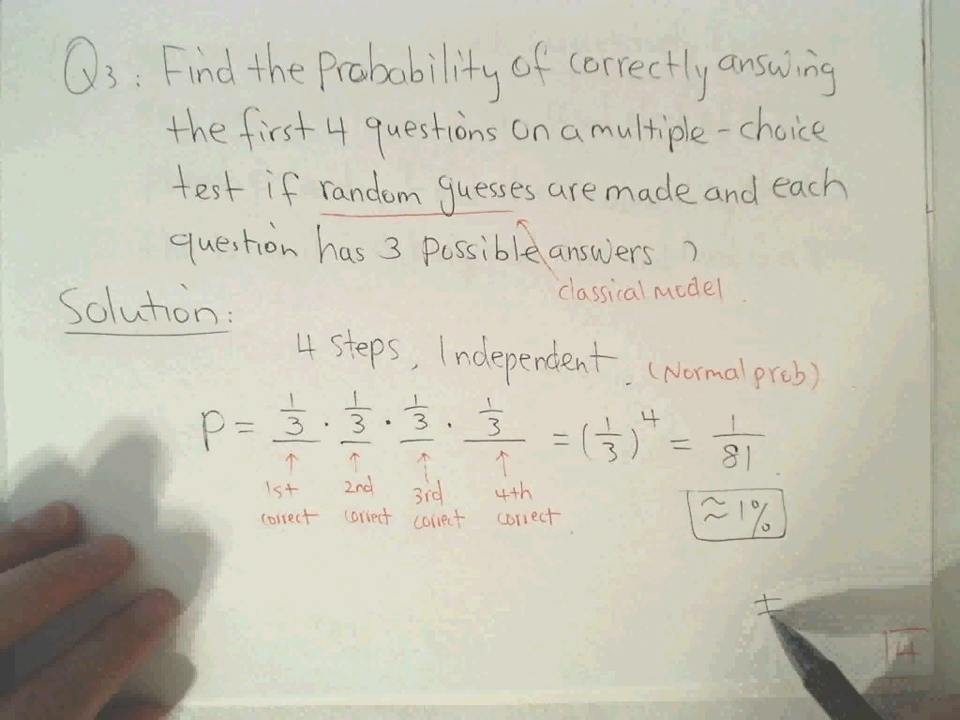 Q3: Find the probability of correctly answing
the first 4 questions on a multiple-choice
test if random guesses are made and each
question has 3 possible answers ?
classical model.
Solution:
4 Steps, Independent. (Normal prob)
P = 1/3 · 1/3 · 1/3 · 1/3 = (1/3)^4 = 1/81
1st 2nd 3rd 4th
correct correct correct correct
≈ 1%
4